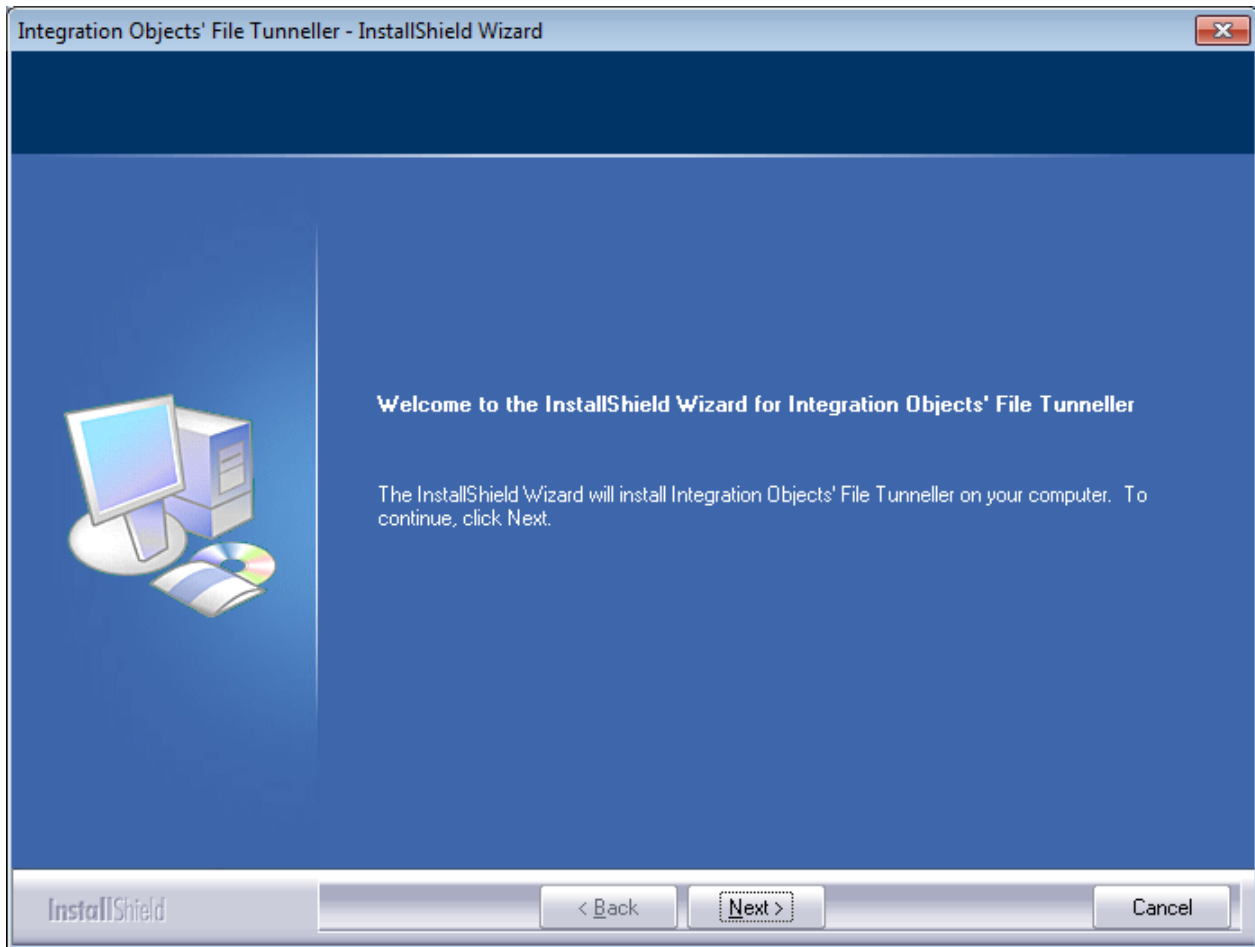 Integration Objects' File Tunneller - InstallShield Wizard
Welcome to the InstallShield Wizard for Integration Objects' File Tunneller
The InstallShield Wizard will install Integration Objects' File Tunneller on your computer.  To
continue, click Next.
InstallShield
< Back
Next >
Cancel